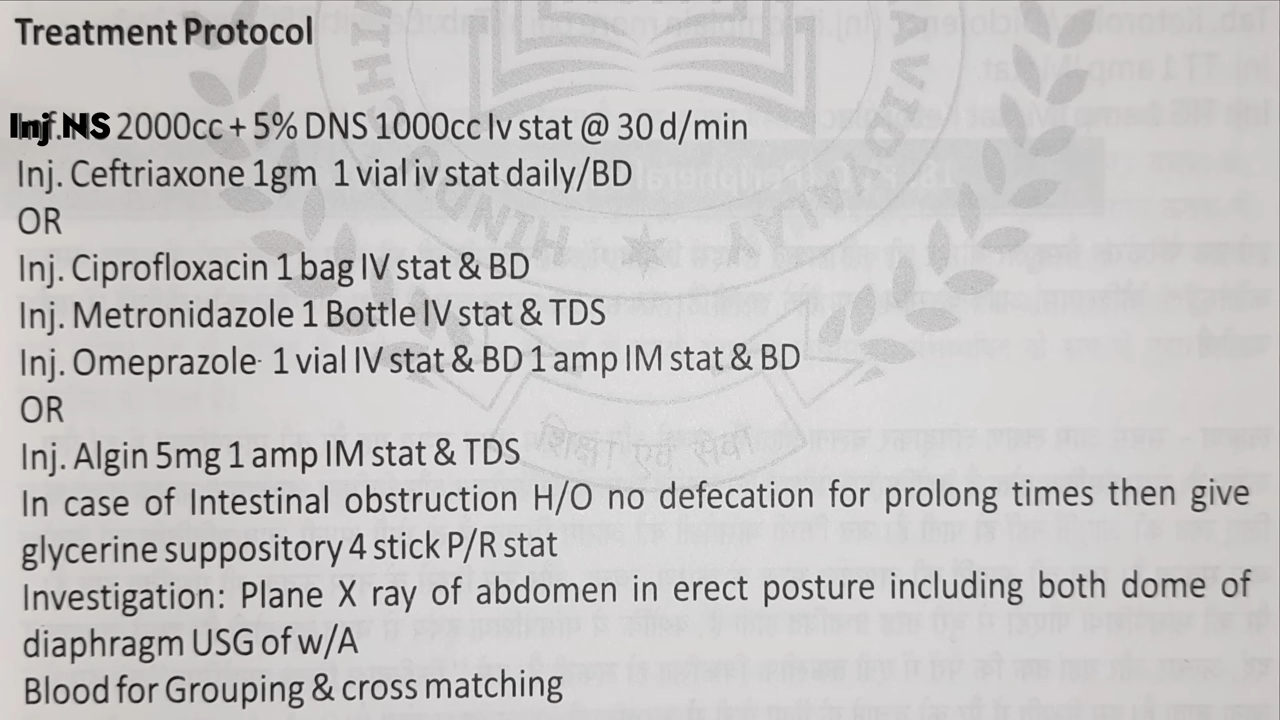 Treatment Protocol
Inj. NS 2000cc + 5% DNS 1000cc Iv stat @ 30 d/min
Inj. Ceftriaxone 1gm 1 vial iv stat daily/BD
OR
Inj. Ciprofloxacin 1 bag IV stat & BD
Inj. Metronidazole 1 Bottle IV stat & TDS
Inj. Omeprazole 1 vial IV stat & BD 1 amp IM stat & BD
OR
Inj. Algin 5mg 1 amp IM stat & TDS
In case of Intestinal obstruction H/O no defecation for prolong times then give
glycerine suppository 4 stick P/R stat
Investigation: Plane X ray of abdomen in erect posture including both dome of
diaphragm USG of w/A
Blood for Grouping & cross matching